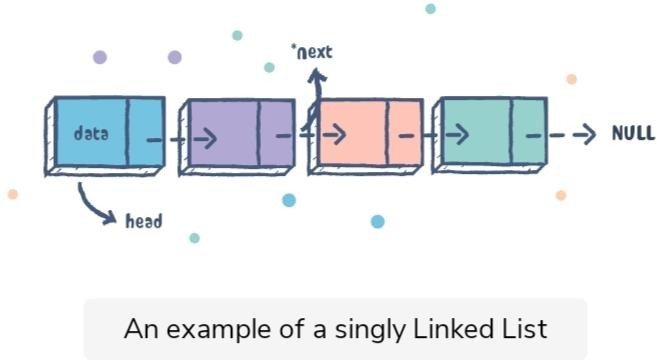 *next
data
NULL
head
An example of a singly Linked List